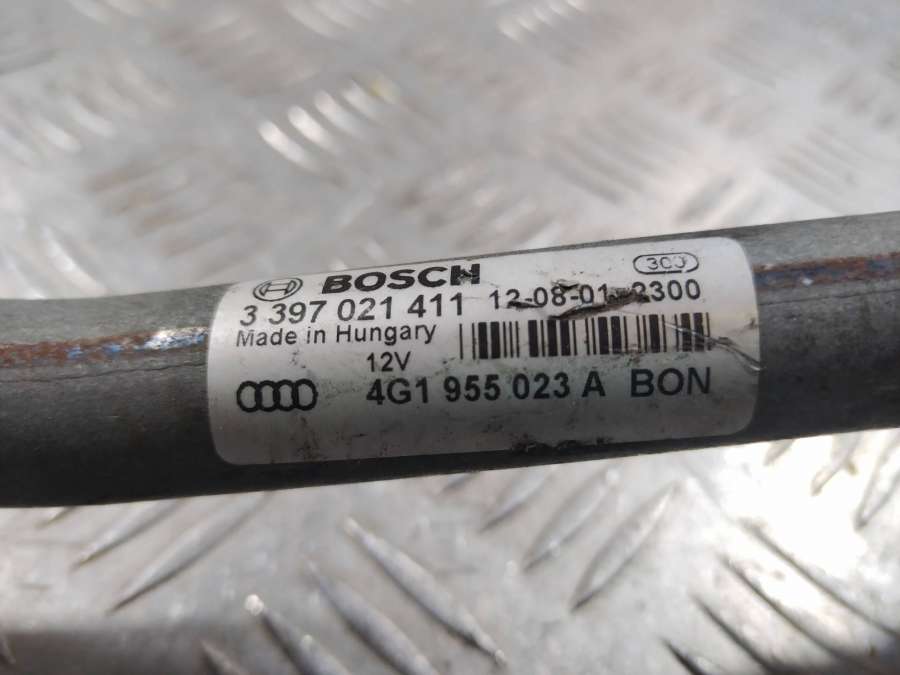 BOSCH
300
3 397 021 411 12-08-01-2300
Made in Hungary
12V
4G1 955 023 A BON